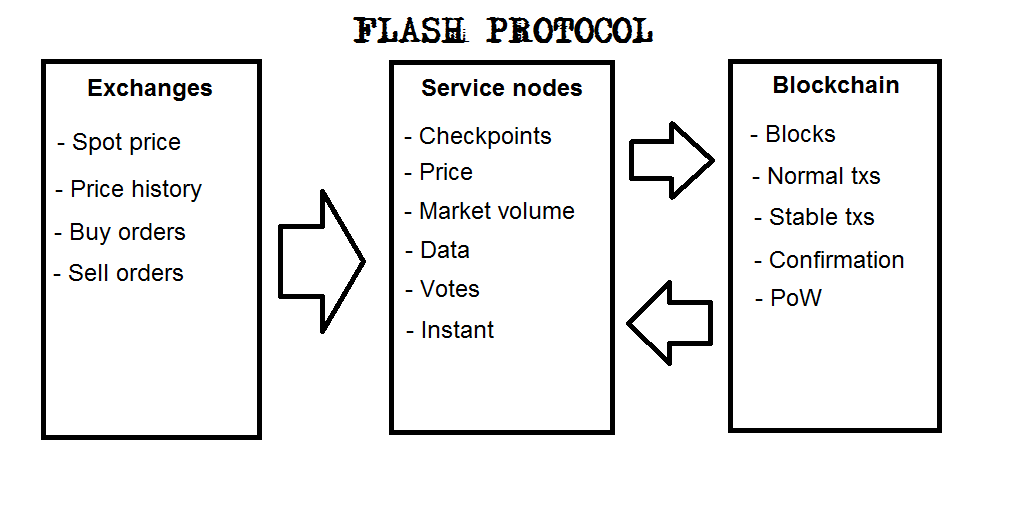 FLASH PROTOCOL
Exchanges
- Spot price
- Price history
- Buy orders
- Sell orders
Service nodes
- Checkpoints
- Price
- Market volume
- Data
- Votes
- Instant
Blockchain
- Blocks
- Normal txs
- Stable txs
- Confirmation
- PoW